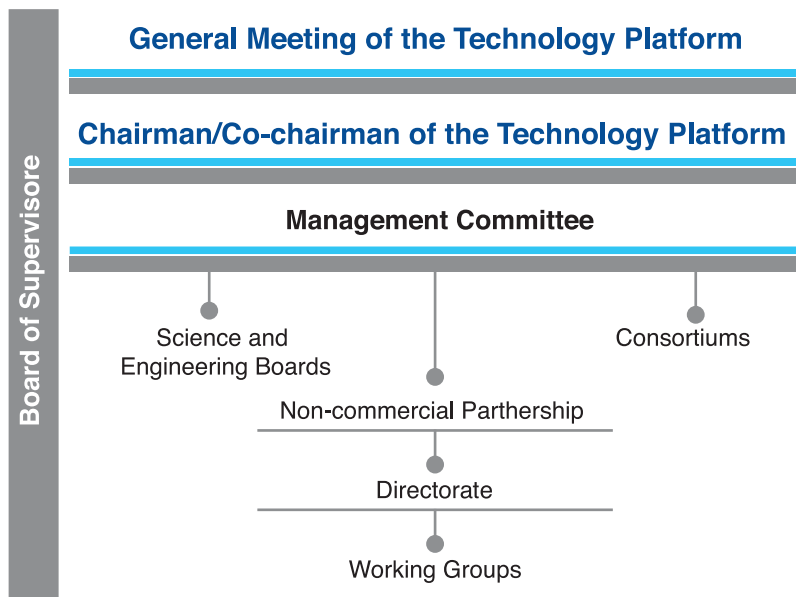 Board of Supervisore
General Meeting of the Technology Platform
Chairman/Co-chairman of the Technology Platform
Management Committee
Science and
Engineering Boards
Consortiums
Non-commercial Parthership
Directorate
Working Groups